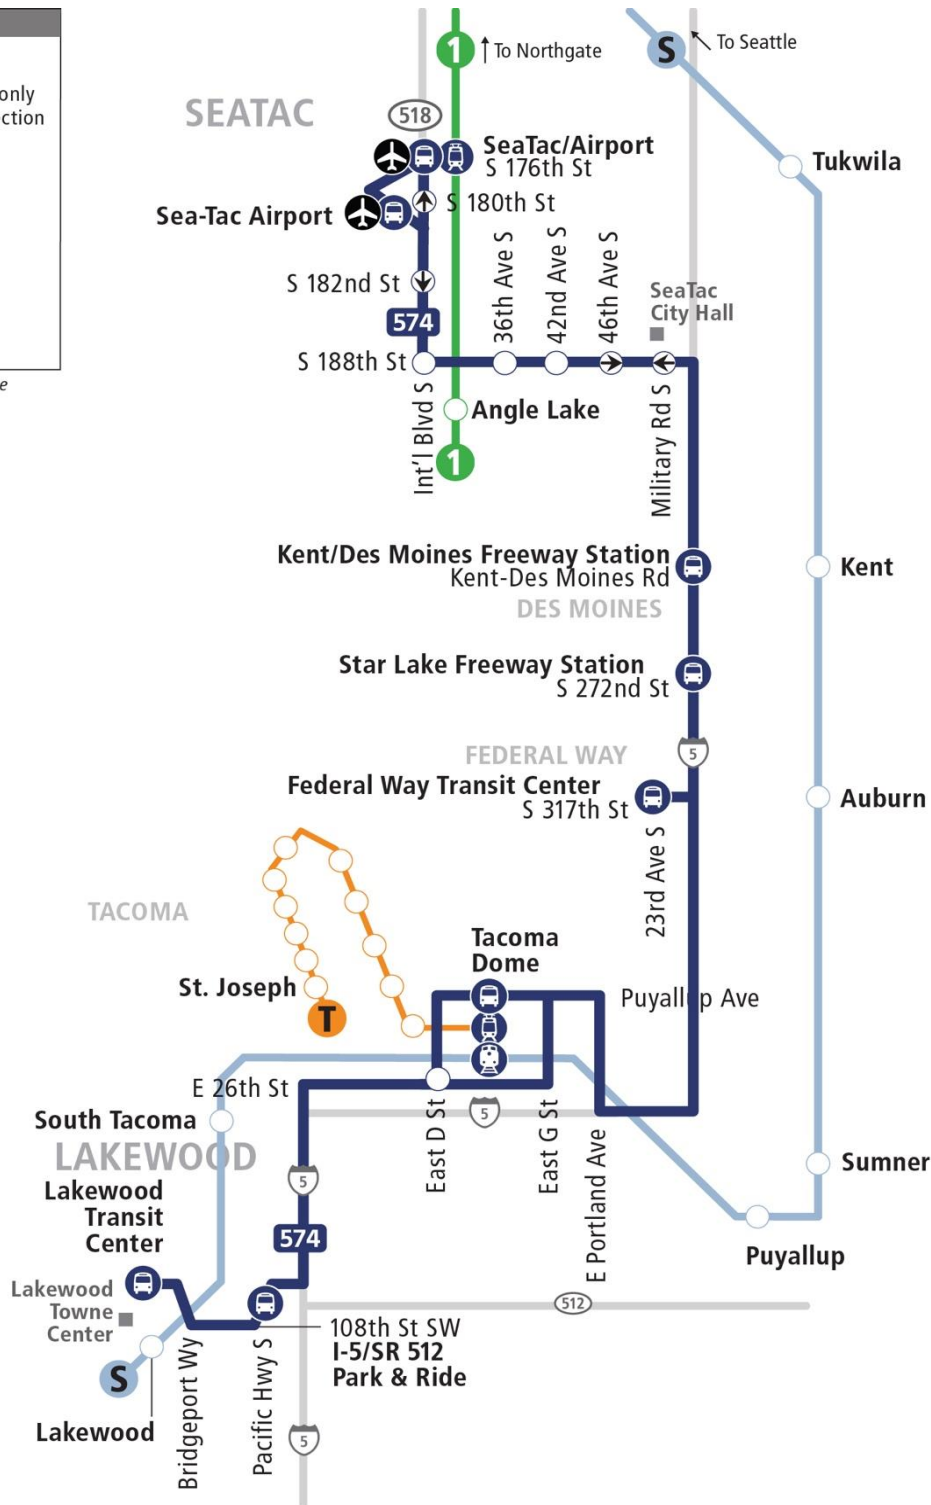 only
ction
e
1
↑ To Northgate
S
To Seattle
SEATAC
518
SeaTac/Airport
S 176th St
Tukwila
Sea-Tac Airport
S 180th St
S 182nd St
574
36th Ave S
42nd Ave S
46th Ave S
SeaTac
City Hall
S 188th St
Int'l Blvd S
Angle Lake
Military Rd S
1
Kent/Des Moines Freeway Station
Kent-Des Moines Rd
DES MOINES
Kent
Star Lake Freeway Station
S 272nd St
FEDERAL WAY
5
Federal Way Transit Center
S 317th St
Auburn
23rd Ave S
TACOMA
Tacoma
Dome
St. Joseph
T
Puyallup Ave
E 26th St
5
South Tacoma
East D St
East G St
E Portland Ave
LAKEWOOD
Sumner
5
Lakewood
Transit
Center
574
Puyallup
Lakewood
Towne
Center
512
108th St SW
I-5/SR 512
Park & Ride
S
Lakewood
Bridgeport Wy
Pacific Hwy S
5